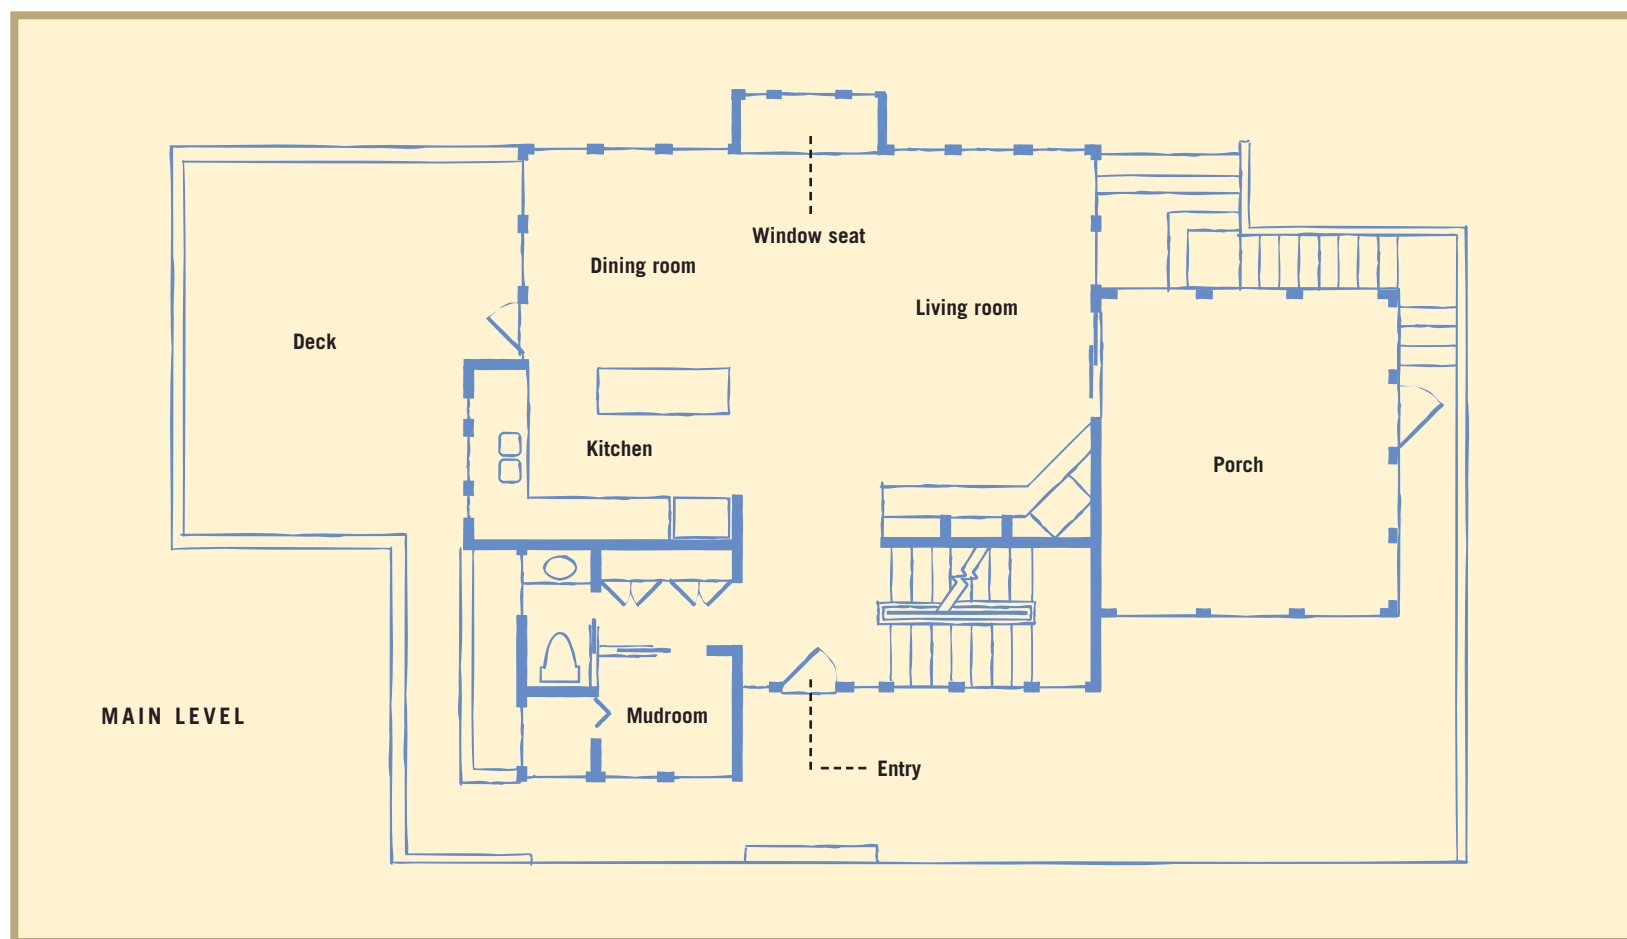 Window seat
Dining room
Living room
Deck
Kitchen
Porch
MAIN LEVEL
Mudroom
Entry